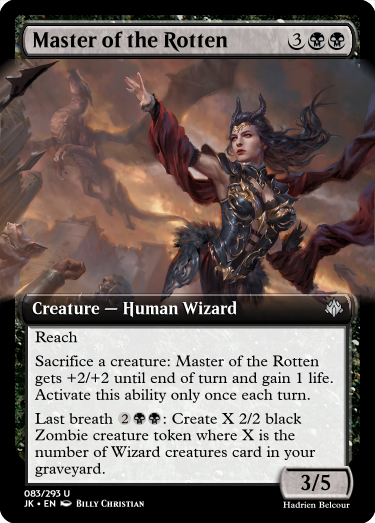 Master of the Rotten 3
Creature — Human Wizard
Reach
Sacrifice a creature: Master of the Rotten
gets +2/+2 until end of turn and gain 1 life.
Activate this ability only once each turn.
Last breath 2: Create X 2/2 black
Zombie creature token where X is the
number of Wizard creatures card in your
graveyard.
3/5
083/293 U
JK • EN Billy Christian
Hadrien Belcour